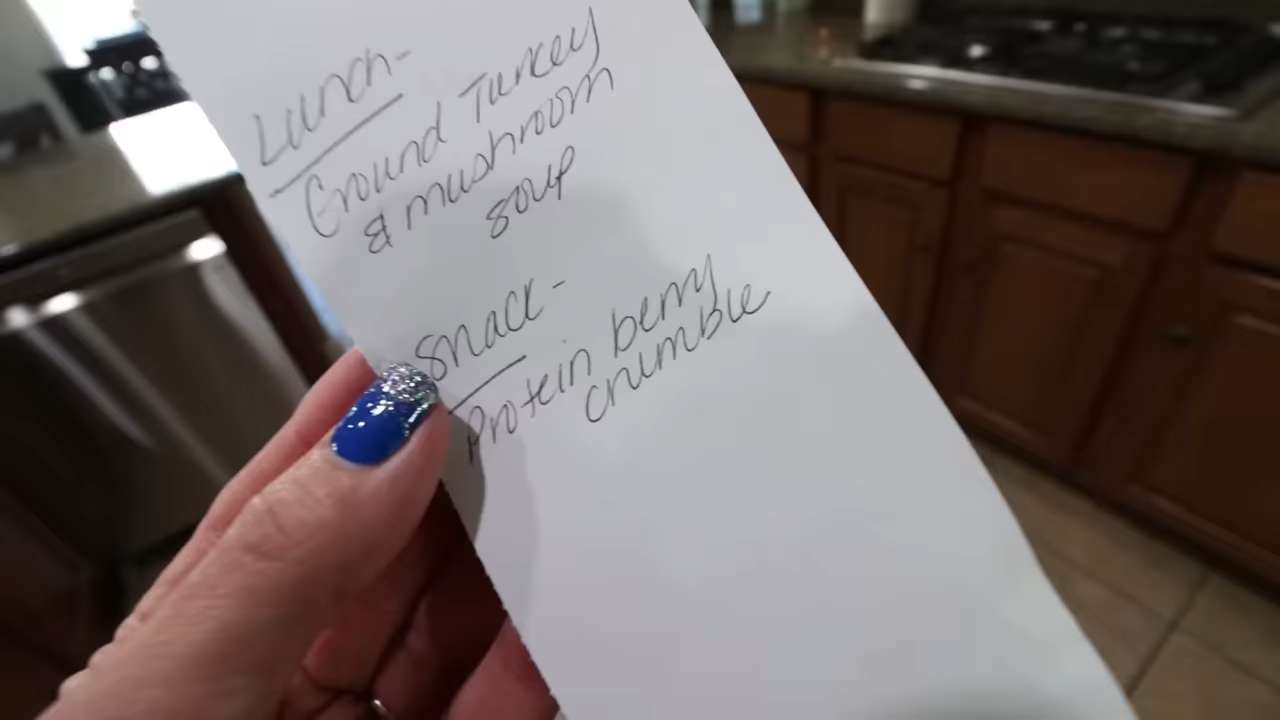 Lunch-
Ground Turkey
& mushroom
soup
Snack-
Protein berry
crumble